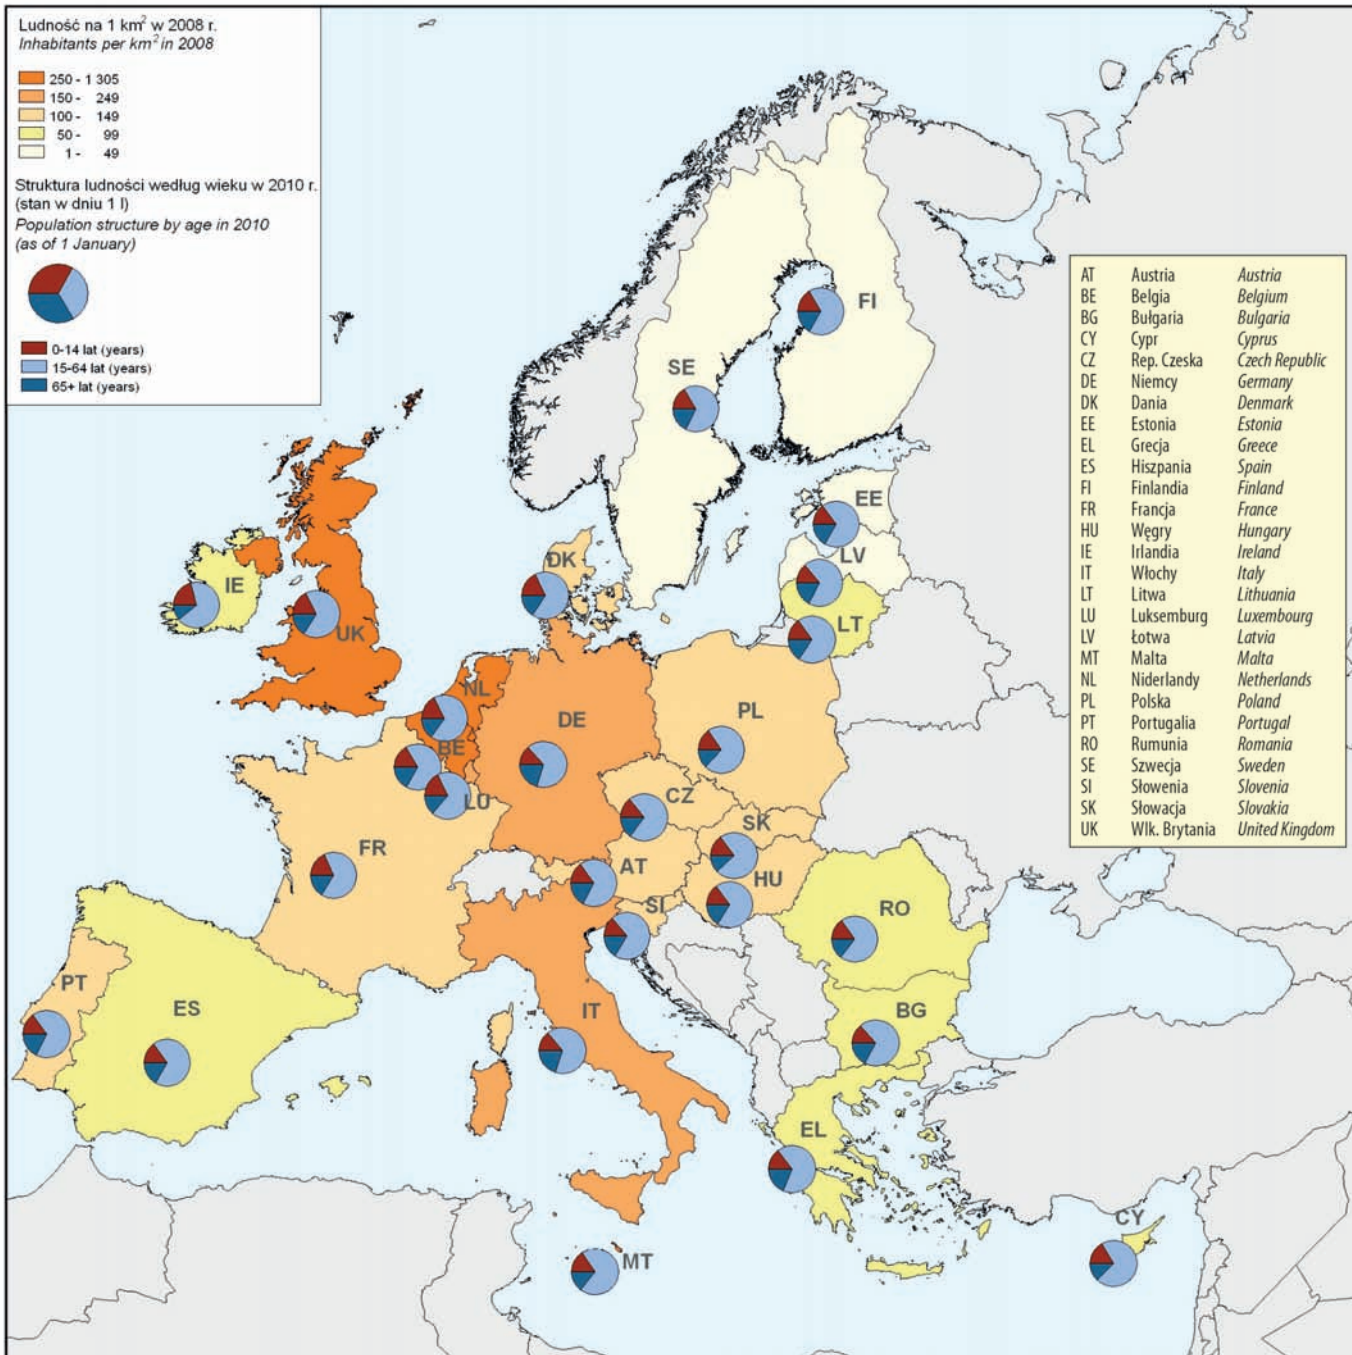 Ludność na 1 km² w 2008 r.
Inhabitants per km² in 2008
250 - 1 305
150 - 249
100 - 149
50 - 99
1 - 49
Struktura ludności według wieku w 2010 r.
(stan w dniu 1 I)
Population structure by age in 2010
(as of 1 January)
0-14 lat (years)
15-64 lat (years)
65+ lat (years)
AT Austria Austria
BE Belgia Belgium
BG Bułgaria Bulgaria
CY Cypr Cyprus
CZ Rep. Czeska Czech Republic
DE Niemcy Germany
DK Dania Denmark
EE Estonia Estonia
EL Grecja Greece
ES Hiszpania Spain
FI Finlandia Finland
FR Francja France
HU Węgry Hungary
IE Irlandia Ireland
IT Włochy Italy
LT Litwa Lithuania
LU Luksemburg Luxembourg
LV Łotwa Latvia
MT Malta Malta
NL Niderlandy Netherlands
PL Polska Poland
PT Portugalia Portugal
RO Rumunia Romania
SE Szwecja Sweden
SI Słowenia Slovenia
SK Słowacja Slovakia
UK Wlk. Brytania United Kingdom
FI
SE
EE
LV
DK
IE
LT
UK
NL
DE
PL
BE
CZ
LU
SK
FR
AT
HU
SI
RO
PT
ES
IT
BG
EL
CY
MT